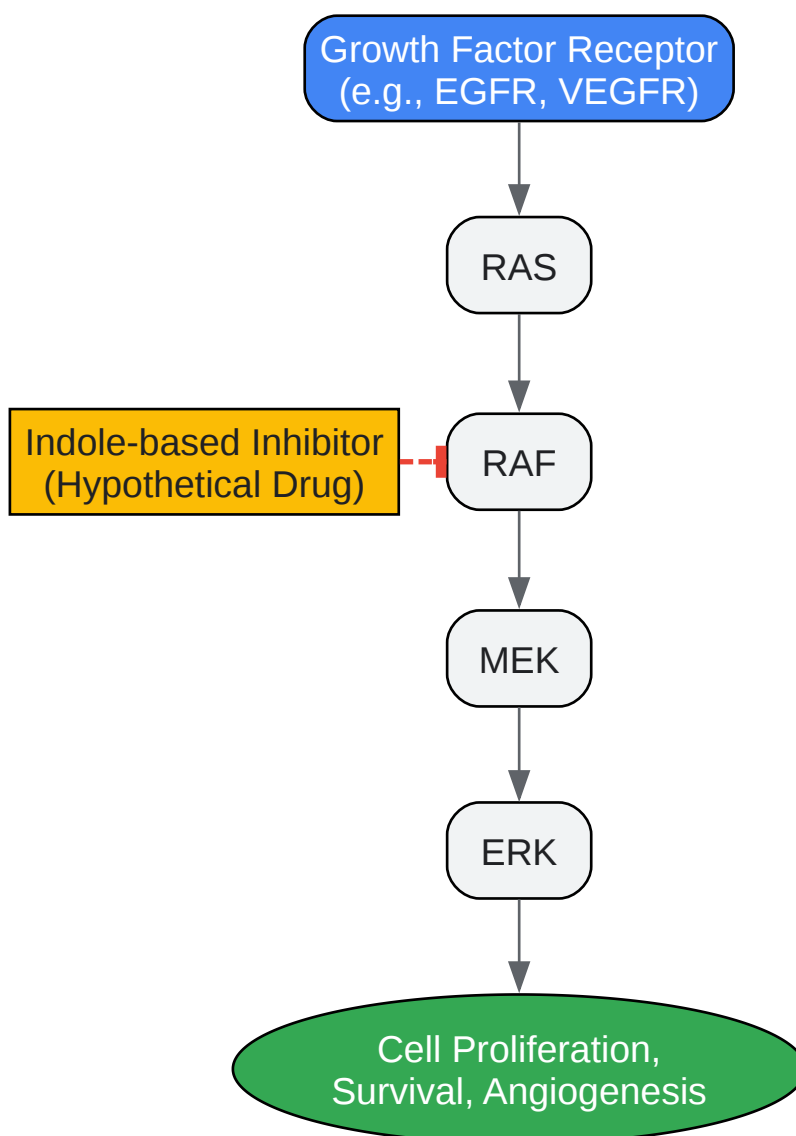 Growth Factor Receptor
(e.g., EGFR, VEGFR)
RAS
Indole-based Inhibitor
(Hypothetical Drug)
RAF
MEK
ERK
Cell Proliferation,
Survival, Angiogenesis